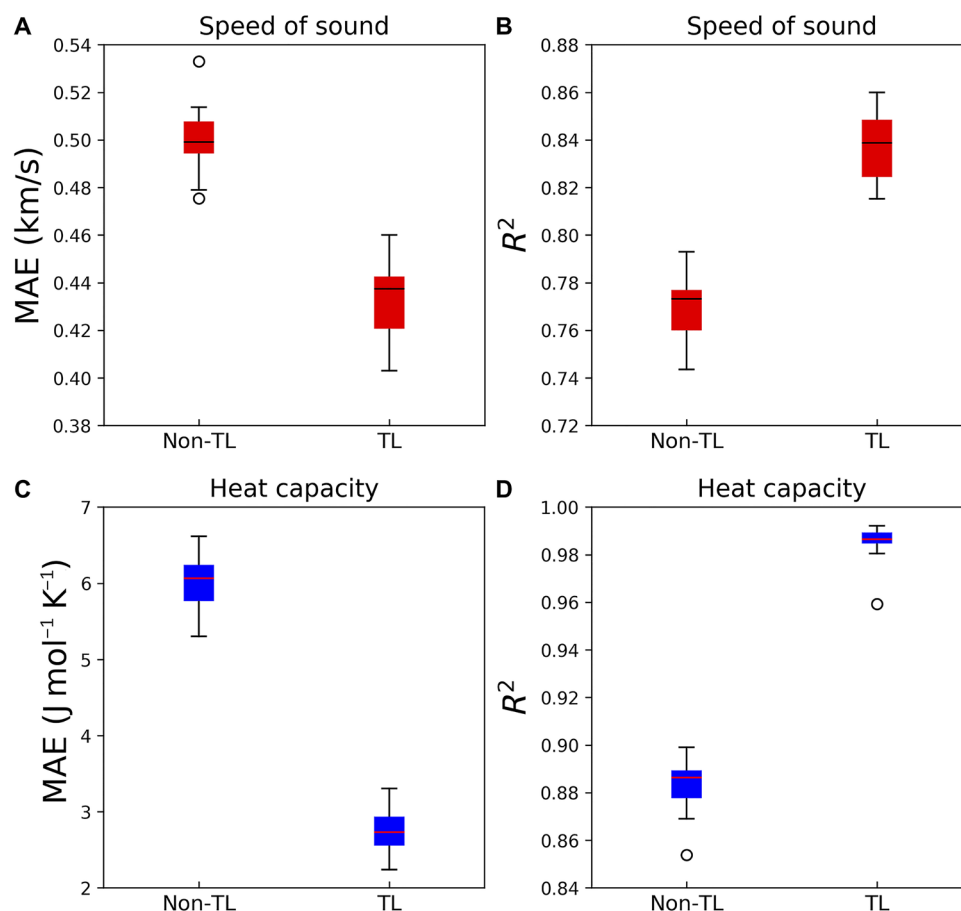 A
Speed of sound
MAE (km/s)
0.54
0.52
0.50
0.48
0.46
0.44
0.42
0.40
0.38
Non-TL
TL
B
Speed of sound
R²
0.88
0.86
0.84
0.82
0.80
0.78
0.76
0.74
0.72
Non-TL
TL
C
Heat capacity
MAE (J mol⁻¹ K⁻¹)
7
6
5
4
3
2
Non-TL
TL
D
Heat capacity
R²
1.00
0.98
0.96
0.94
0.92
0.90
0.88
0.86
0.84
Non-TL
TL